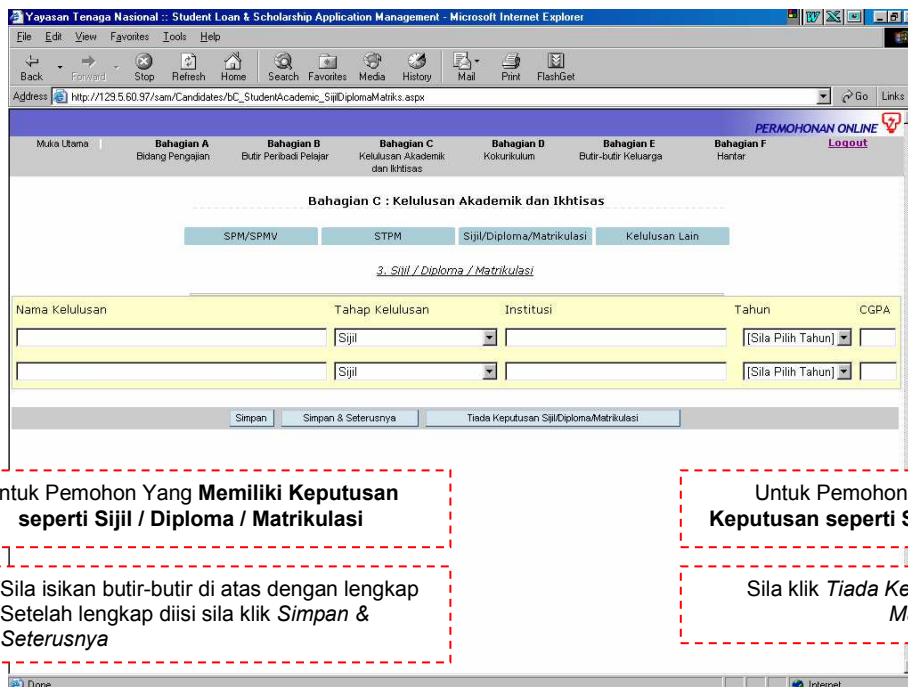 Yayasan Tenaga Nasional :: Student Loan & Scholarship Application Management - Microsoft Internet Explorer
File Edit View Favorites Tools Help
Back Forward Stop Refresh Home Search Favorites Media History Mail Print FlashGet
Address http://129.5.60.97/sam/Candidates/bC_StudentAcademic_SijilDiplomaMatriks.aspx Go Links
PERMOHONAN ONLINE
Muka Utama Bahagian A Bahagian B Bahagian C Bahagian D Bahagian E Bahagian F Logout
Bidang Pengajian Butir Peribadi Pelajar Kelulusan Akademik Kokurikulum Butir-butir Keluarga Hantar
dan Ikhtisas
Bahagian C : Kelulusan Akademik dan Ikhtisas
SPM/SPMV STPM Sijil/Diploma/Matrikulasi Kelulusan Lain
3. Sijil / Diploma / Matrikulasi
Nama Kelulusan Tahap Kelulusan Institusi Tahun CGPA
Sijil [Sila Pilih Tahun]
Sijil [Sila Pilih Tahun]
Simpan Simpan & Seterusnya Tiada Keputusan Sijil/Diploma/Matrikulasi
ntuk Pemohon Yang Memiliki Keputusan
seperti Sijil / Diploma / Matrikulasi
Untuk Pemohon
Keputusan seperti S
Sila isikan butir-butir di atas dengan lengkap
Setelah lengkap diisi sila klik Simpan &
Seterusnya
Sila klik Tiada Ke
M
Done Internet